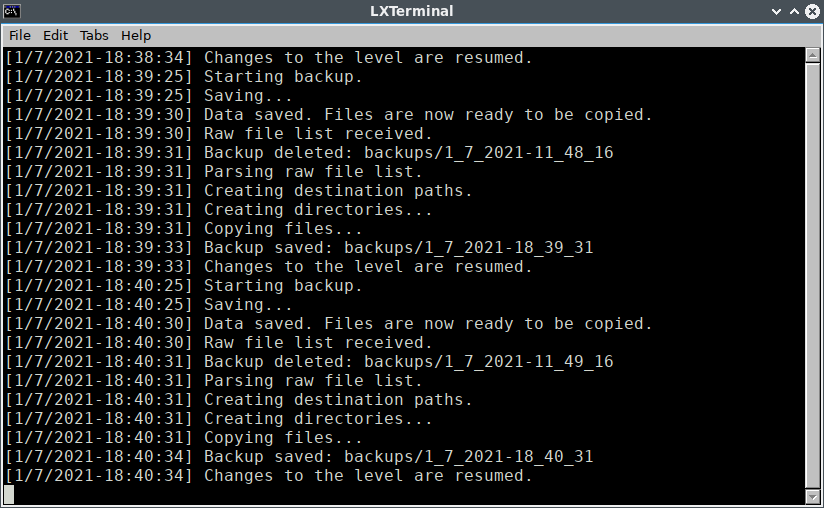 LXTerminal
File Edit Tabs Help
[1/7/2021-18:38:34] Changes to the level are resumed.
[1/7/2021-18:39:25] Starting backup.
[1/7/2021-18:39:25] Saving...
[1/7/2021-18:39:30] Data saved. Files are now ready to be copied.
[1/7/2021-18:39:30] Raw file list received.
[1/7/2021-18:39:31] Backup deleted: backups/1_7_2021-11_48_16
[1/7/2021-18:39:31] Parsing raw file list.
[1/7/2021-18:39:31] Creating destination paths.
[1/7/2021-18:39:31] Creating directories...
[1/7/2021-18:39:31] Copying files...
[1/7/2021-18:39:33] Backup saved: backups/1_7_2021-18_39_31
[1/7/2021-18:39:33] Changes to the level are resumed.
[1/7/2021-18:40:25] Starting backup.
[1/7/2021-18:40:25] Saving...
[1/7/2021-18:40:30] Data saved. Files are now ready to be copied.
[1/7/2021-18:40:30] Raw file list received.
[1/7/2021-18:40:31] Backup deleted: backups/1_7_2021-11_49_16
[1/7/2021-18:40:31] Parsing raw file list.
[1/7/2021-18:40:31] Creating destination paths.
[1/7/2021-18:40:31] Creating directories...
[1/7/2021-18:40:31] Copying files...
[1/7/2021-18:40:34] Backup saved: backups/1_7_2021-18_40_31
[1/7/2021-18:40:34] Changes to the level are resumed.